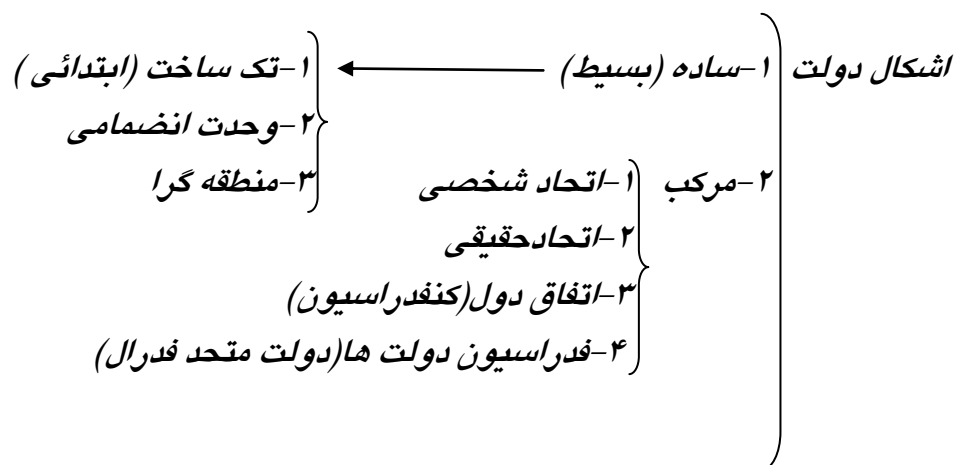 اشکال دولت ۱-ساده (بسیط) ۱-تک ساخت (ابتدائی)
۲-وحدت انضمامی
۲-مرکب ۱-اتحاد شخصی ۳-منطقه گرا
۲-اتحادحقیقی
۳-اتفاق دول(کنفدراسیون)
۴-فدراسیون دولت ها(دولت متحد فدرال)